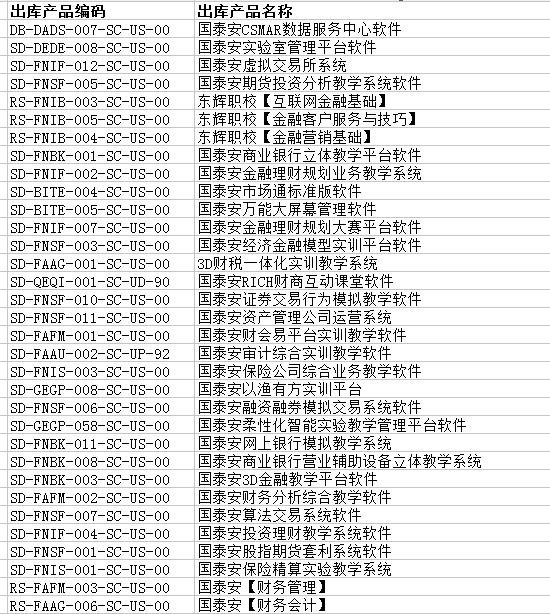 出库产品编码 出库产品名称
DB-DADS-007-SC-US-00 国泰安CSMAR数据服务中心软件
SD-DEDE-008-SC-US-00 国泰安实验室管理平台软件
SD-FNIF-012-SC-US-00 国泰安虚拟交易所系统
SD-FNSF-005-SC-US-00 国泰安期货投资分析教学系统软件
RS-FNIB-003-SC-US-00 东辉职校【互联网金融基础】
RS-FNIB-005-SC-US-00 东辉职校【金融客户服务与技巧】
RS-FNIB-004-SC-US-00 东辉职校【金融营销基础】
SD-FNBK-001-SC-US-00 国泰安商业银行立体教学平台软件
SD-FNIF-002-SC-US-00 国泰安金融理财规划业务教学系统
SD-BITE-004-SC-US-00 国泰安市场通标准版软件
SD-BITE-005-SC-US-00 国泰安万能大屏幕管理软件
SD-FNIF-007-SC-US-00 国泰安金融理财规划大赛平台软件
SD-FNSF-003-SC-US-00 国泰安经济金融模型实训平台软件
SD-FAAG-001-SC-US-00 3D财税一体化实训教学系统
SD-QEQI-001-SC-UD-90 国泰安RICH财商互动课堂软件
SD-FNSF-010-SC-US-00 国泰安证券交易行为模拟教学软件
SD-FNSF-011-SC-US-00 国泰安资产管理公司运营系统
SD-FAFM-001-SC-US-00 国泰安财会易平台实训教学软件
SD-FAAU-002-SC-UP-92 国泰安审计综合实训教学软件
SD-FNIS-003-SC-US-00 国泰安保险公司综合业务教学软件
SD-GEGP-008-SC-US-00 国泰安以渔有方实训平台
SD-FNSF-006-SC-US-00 国泰安融资融券模拟交易系统软件
SD-GEGP-058-SC-US-00 国泰安柔性化智能实验教学管理平台软件
SD-FNBK-011-SC-US-00 国泰安网上银行模拟教学系统
SD-FNBK-008-SC-US-00 国泰安商业银行营业辅助设备立体教学系统
SD-FNBK-003-SC-US-00 国泰安3D金融教学平台软件
SD-FAFM-002-SC-US-00 国泰安财务分析综合教学软件
SD-FNSF-007-SC-US-00 国泰安算法交易系统软件
SD-FNIF-004-SC-US-00 国泰安投资理财教学系统软件
SD-FNSF-001-SC-US-00 国泰安股指期货套利系统软件
SD-FNIS-001-SC-US-00 国泰安保险精算实验教学系统
RS-FAFM-003-SC-US-00 国泰安【财务管理】
RS-FAAG-006-SC-US-00 国泰安【财务会计】